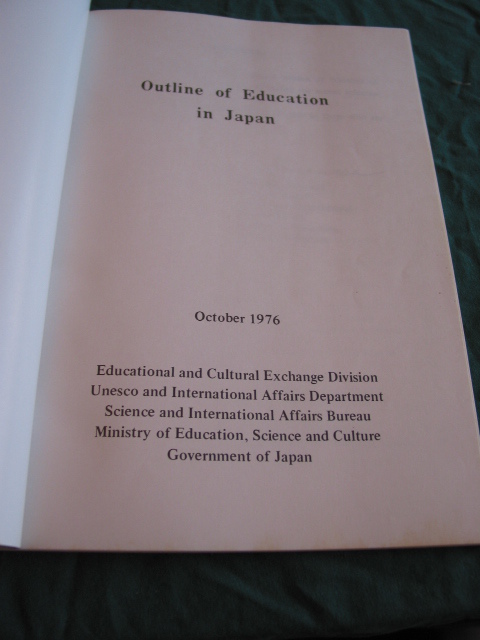 Outline of Education
in Japan
October 1976
Educational and Cultural Exchange Division
Unesco and International Affairs Department
Science and International Affairs Bureau
Ministry of Education, Science and Culture
Government of Japan